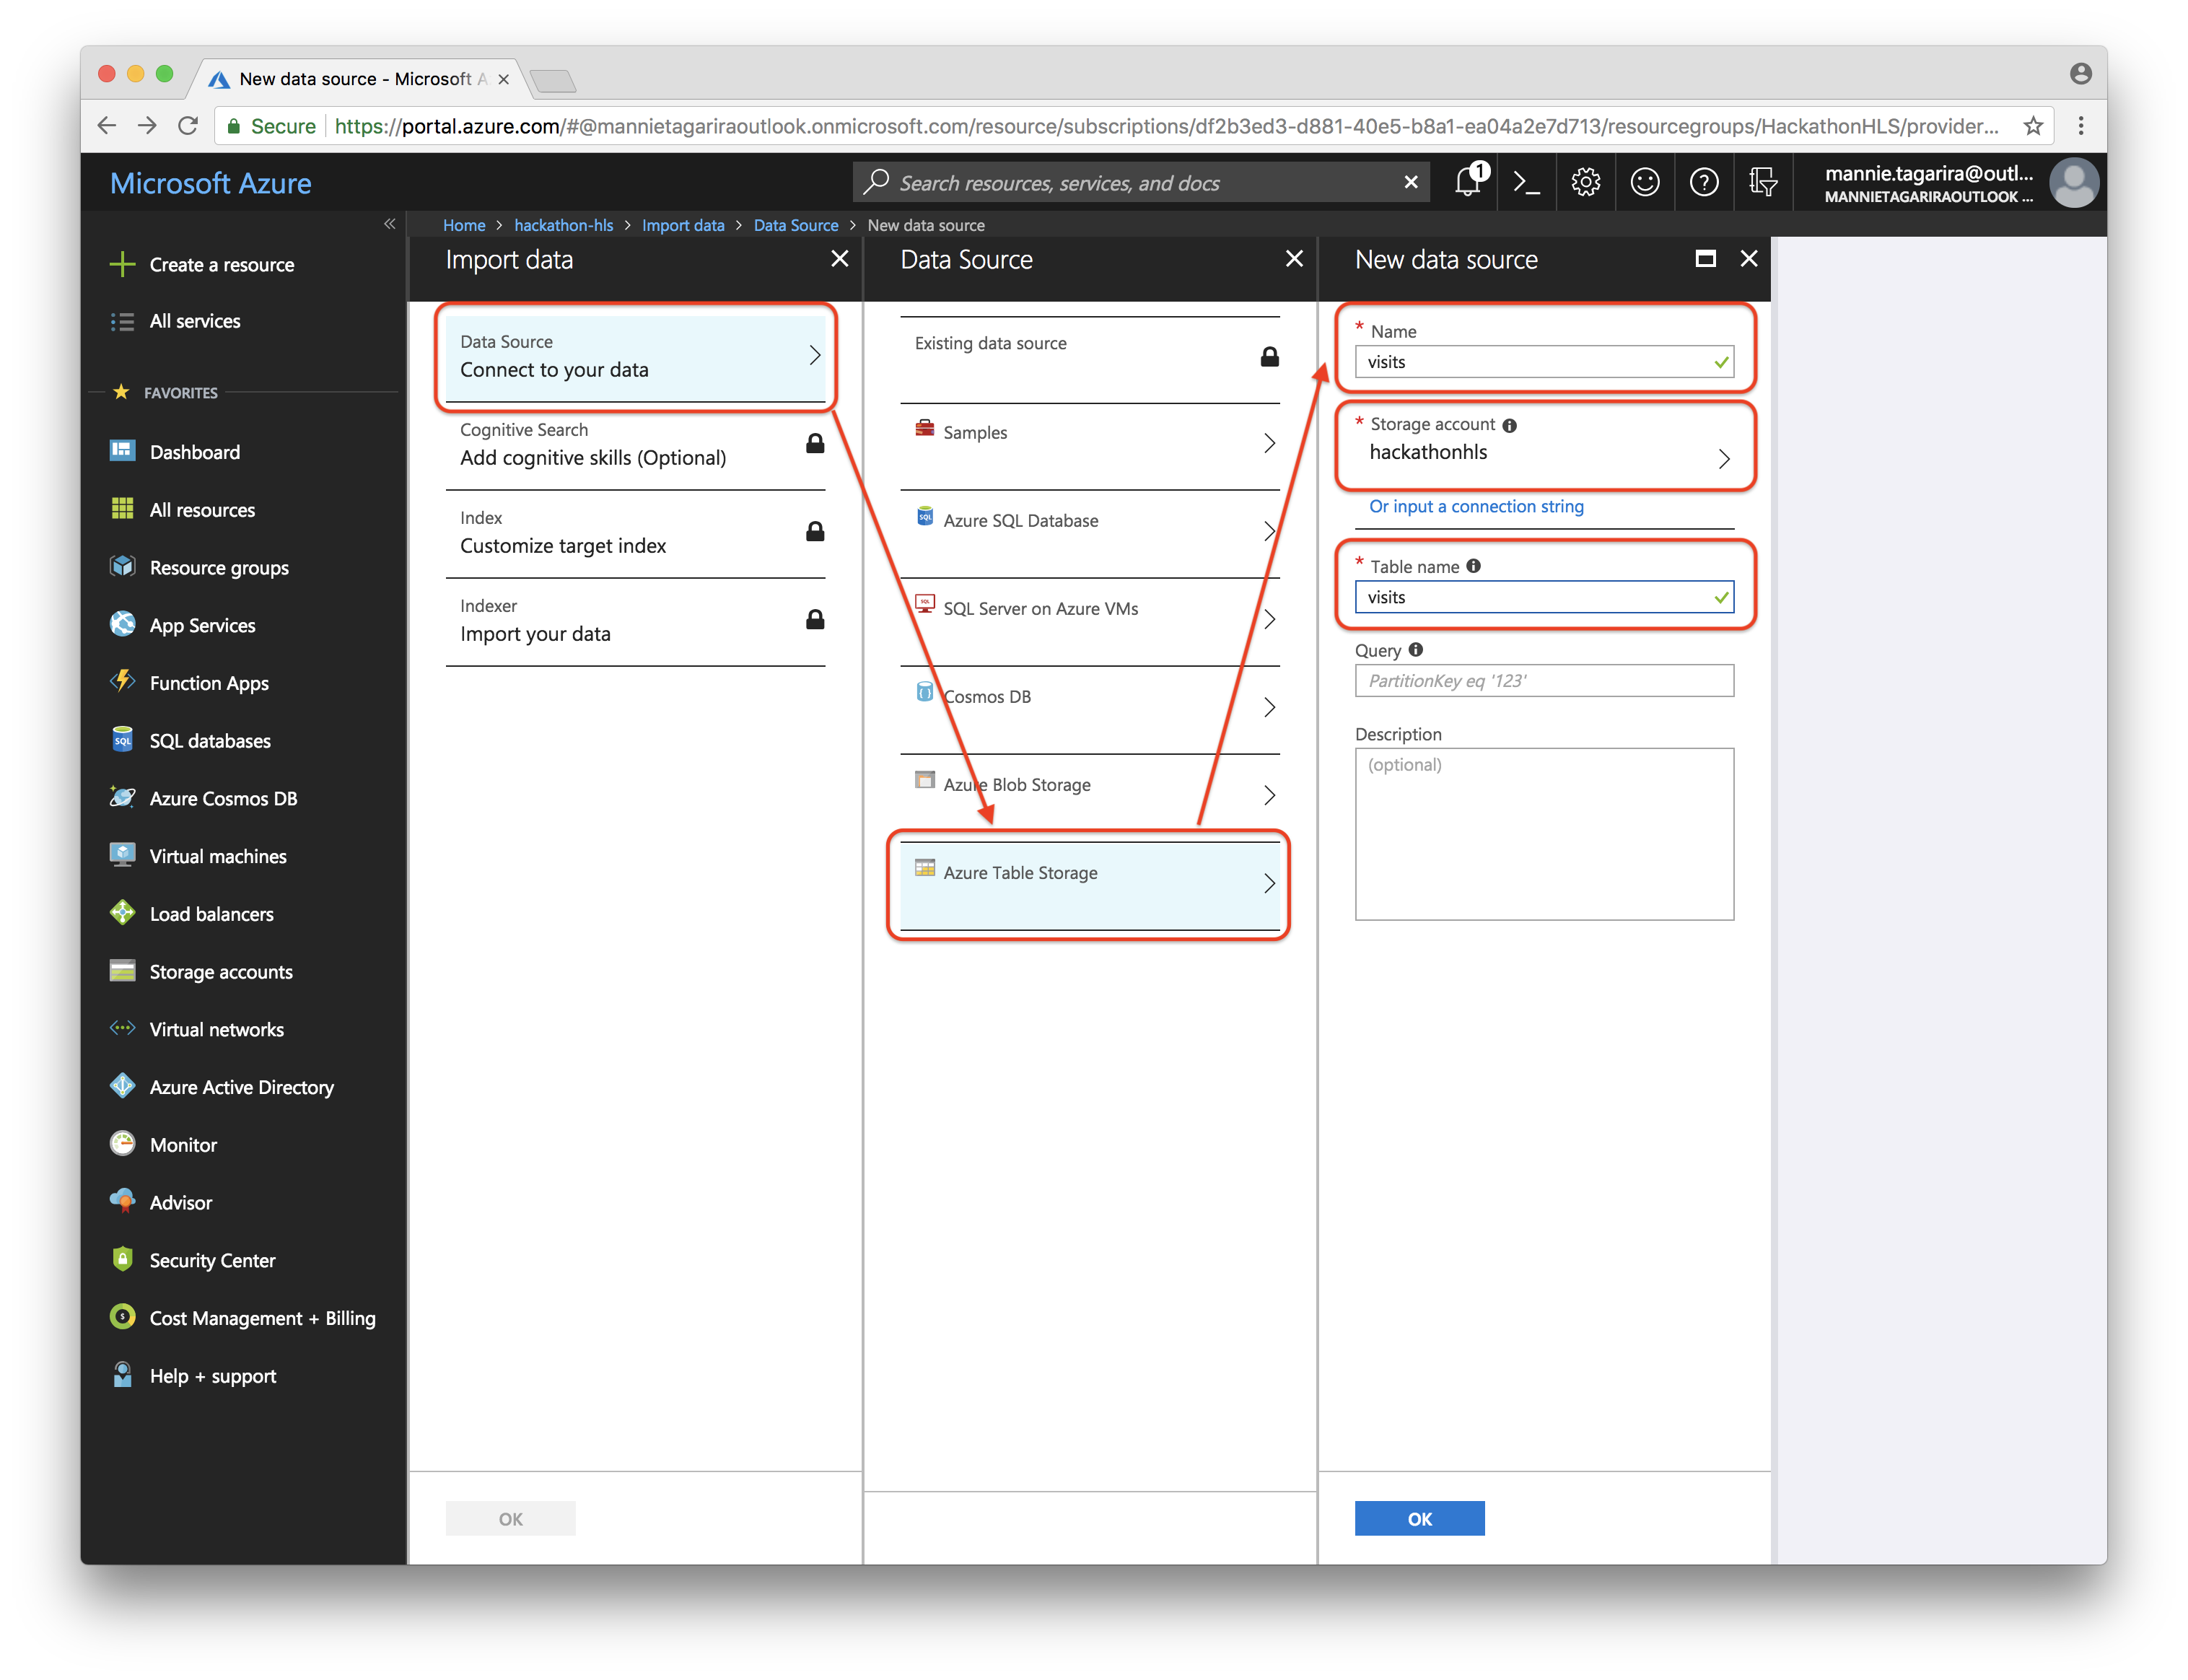 New data source - Microsoft A
Secure https://portal.azure.com/#@mannietagariraoutlook.onmicrosoft.com/resource/subscriptions/df2b3ed3-d881-40e5-b8a1-ea04a2e7d713/resourcegroups/HackathonHLS/provider...
Microsoft Azure
Search resources, services, and docs
1
mannie.tagarira@outl...
MANNIETAGARIRAOUTLOOK ...
Home > hackathon-hls > Import data > Data Source > New data source
Create a resource
All services
FAVORITES
Dashboard
All resources
Resource groups
App Services
Function Apps
SQL databases
Azure Cosmos DB
Virtual machines
Load balancers
Storage accounts
Virtual networks
Azure Active Directory
Monitor
Advisor
Security Center
Cost Management + Billing
Help + support
Import data
Data Source
Connect to your data
Cognitive Search
Add cognitive skills (Optional)
Index
Customize target index
Indexer
Import your data
OK
Data Source
Existing data source
Samples
Azure SQL Database
SQL Server on Azure VMs
Cosmos DB
Azure Blob Storage
Azure Table Storage
New data source
* Name
visits
* Storage account
hackathonhls
Or input a connection string
* Table name
visits
Query
PartitionKey eq '123'
Description
(optional)
OK